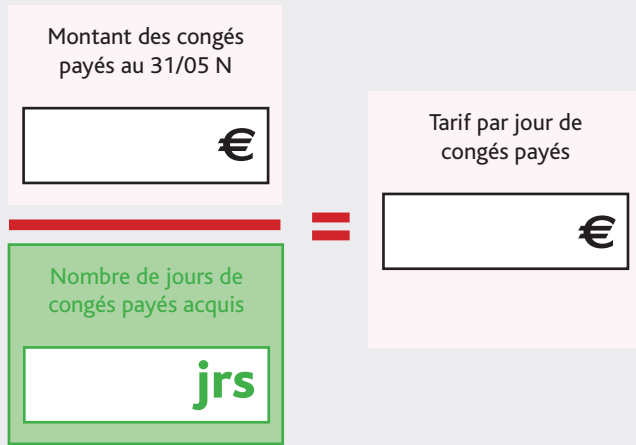 Montant des congés
payés au 31/05 N
€
Nombre de jours de
congés payés acquis
jrs
=
Tarif par jour de
congés payés
€